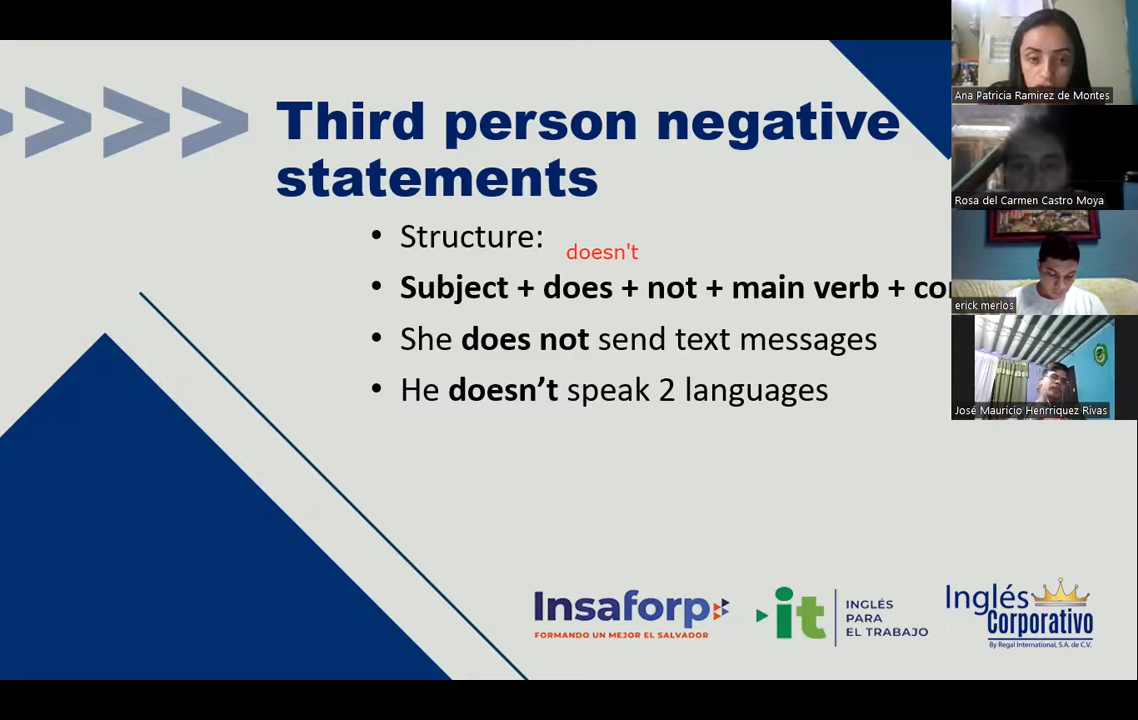 Third person negative
statements
• Structure:
doesn't
• Subject + does + not + main verb +
• She does not send text messages
• He doesn’t speak 2 languages
Insaforp
FORMANDO UN MEJOR EL SALVADOR
it
INGLÉS
PARA
EL TRABAJO
Inglés
Corporativo
By Regal International, S.A. de C.V.
Ana Patricia Ramirez de Montes
Rosa del Carmen Castro Moya
erick merlos
José Mauricio Henrriquez Rivas